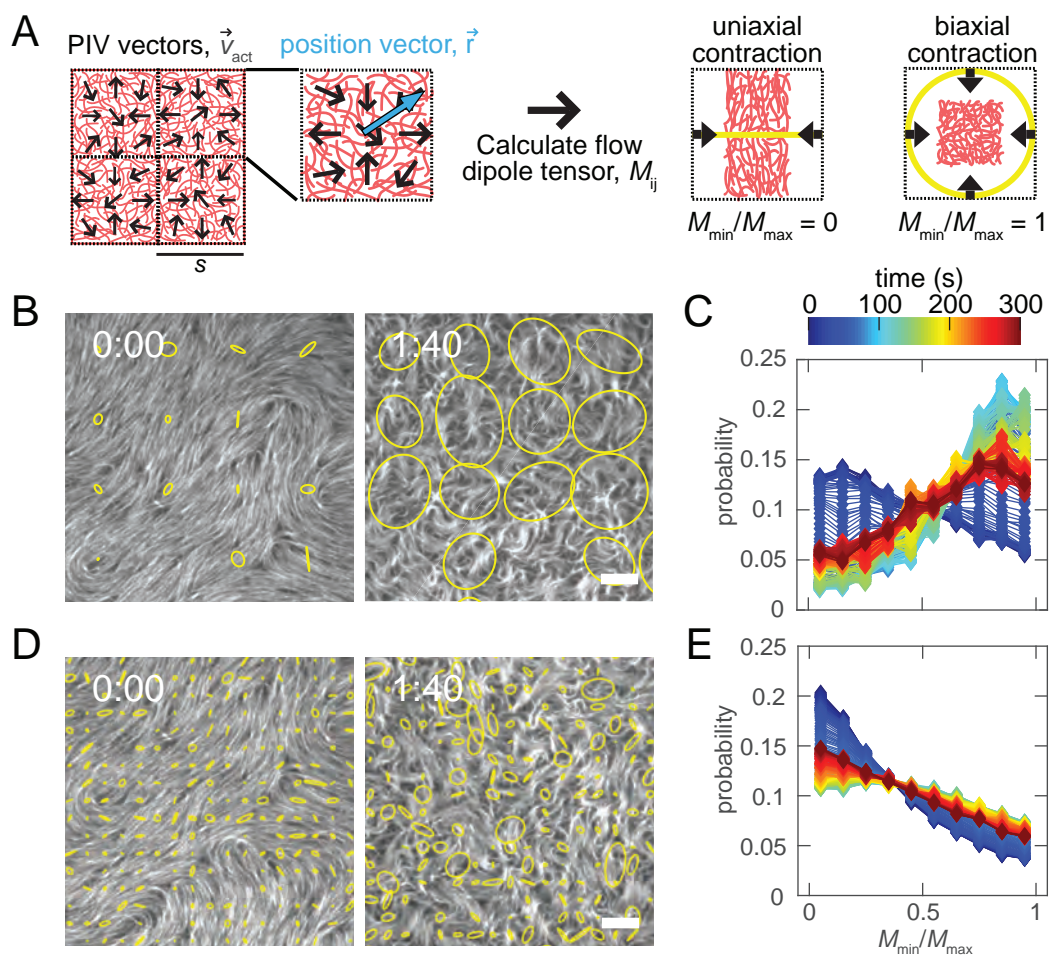 A
PIV vectors, v⃗act
position vector, r⃗
s
Calculate flow
dipole tensor, Mij
uniaxial
contraction
Mmin/Mmax = 0
biaxial
contraction
Mmin/Mmax = 1
B
0:00
1:40
C
time (s)
0 100 200 300
0.25
0.2
0.15
0.1
0.05
0
probability
D
0:00
1:40
E
0.25
0.2
0.15
0.1
0.05
0
probability
0 0.5 1
Mmin/Mmax